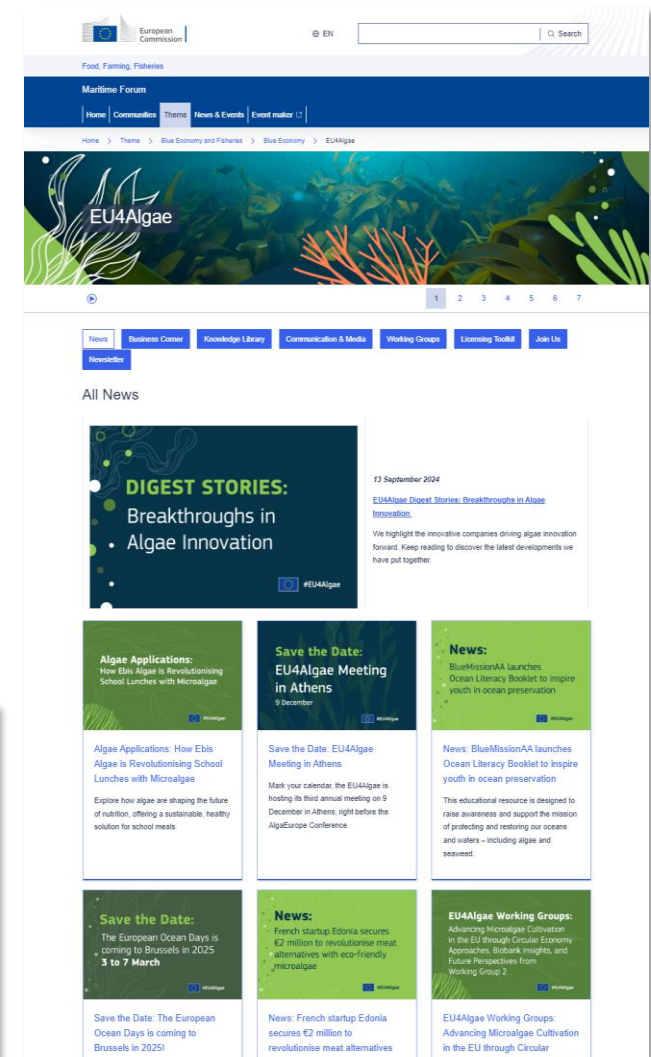 European
Commission
EN
Search
Food, Farming, Fisheries
Maritime Forum
Home
Communities
Theme
News & Events
Event maker
Home > Theme > Blue Economy and Fisheries > Blue Economy > EU4Algae
EU4Algae
1 2 3 4 5 6 7
News
Business Corner
Knowledge Library
Communication & Media
Working Groups
Licensing Toolkit
Join Us
Newsletter
All News
DIGEST STORIES:
Breakthroughs in
Algae Innovation
#EU4Algae
13 September 2024
EU4Algae Digest Stories: Breakthroughs in Algae
Innovation
We highlight the innovative companies driving algae innovation
forward. Keep reading to discover the latest developments we
have put together.
Algae Applications:
How Ebis Algae is Revolutionising
School Lunches with Microalgae
#EU4Algae
Algae Applications: How Ebis
Algae is Revolutionising School
Lunches with Microalgae
Explore how algae are shaping the future
of nutrition, offering a sustainable, healthy
solution for school meals.
Save the Date:
EU4Algae Meeting
in Athens
9 December
#EU4Algae
Save the Date: EU4Algae
Meeting in Athens
Mark your calendar, the EU4Algae is
hosting its third annual meeting on 9
December in Athens, right before the
AlgaEurope Conference.
News:
BlueMissionAA launches
Ocean Literacy Booklet to inspire
youth in ocean preservation
#EU4Algae
News: BlueMissionAA launches
Ocean Literacy Booklet to inspire
youth in ocean preservation
This educational resource is designed to
raise awareness and support the mission
of protecting and restoring our oceans
and waters – including algae and
seaweed.
Save the Date:
The European Ocean Days is
coming to Brussels in 2025
3 to 7 March
#EU4Algae
Save the Date: The European
Ocean Days is coming to
Brussels in 2025!
News:
French startup Edonia secures
€2 million to revolutionise meat
alternatives with eco-friendly
microalgae
#EU4Algae
News: French startup Edonia
secures €2 million to
revolutionise meat alternatives
EU4Algae Working Groups:
Advancing Microalgae Cultivation
in the EU through Circular Economy
Approaches, Biobank Insights, and
Future Perspectives from
Working Group 2
#EU4Algae
EU4Algae Working Groups:
Advancing Microalgae Cultivation
in the EU through Circular